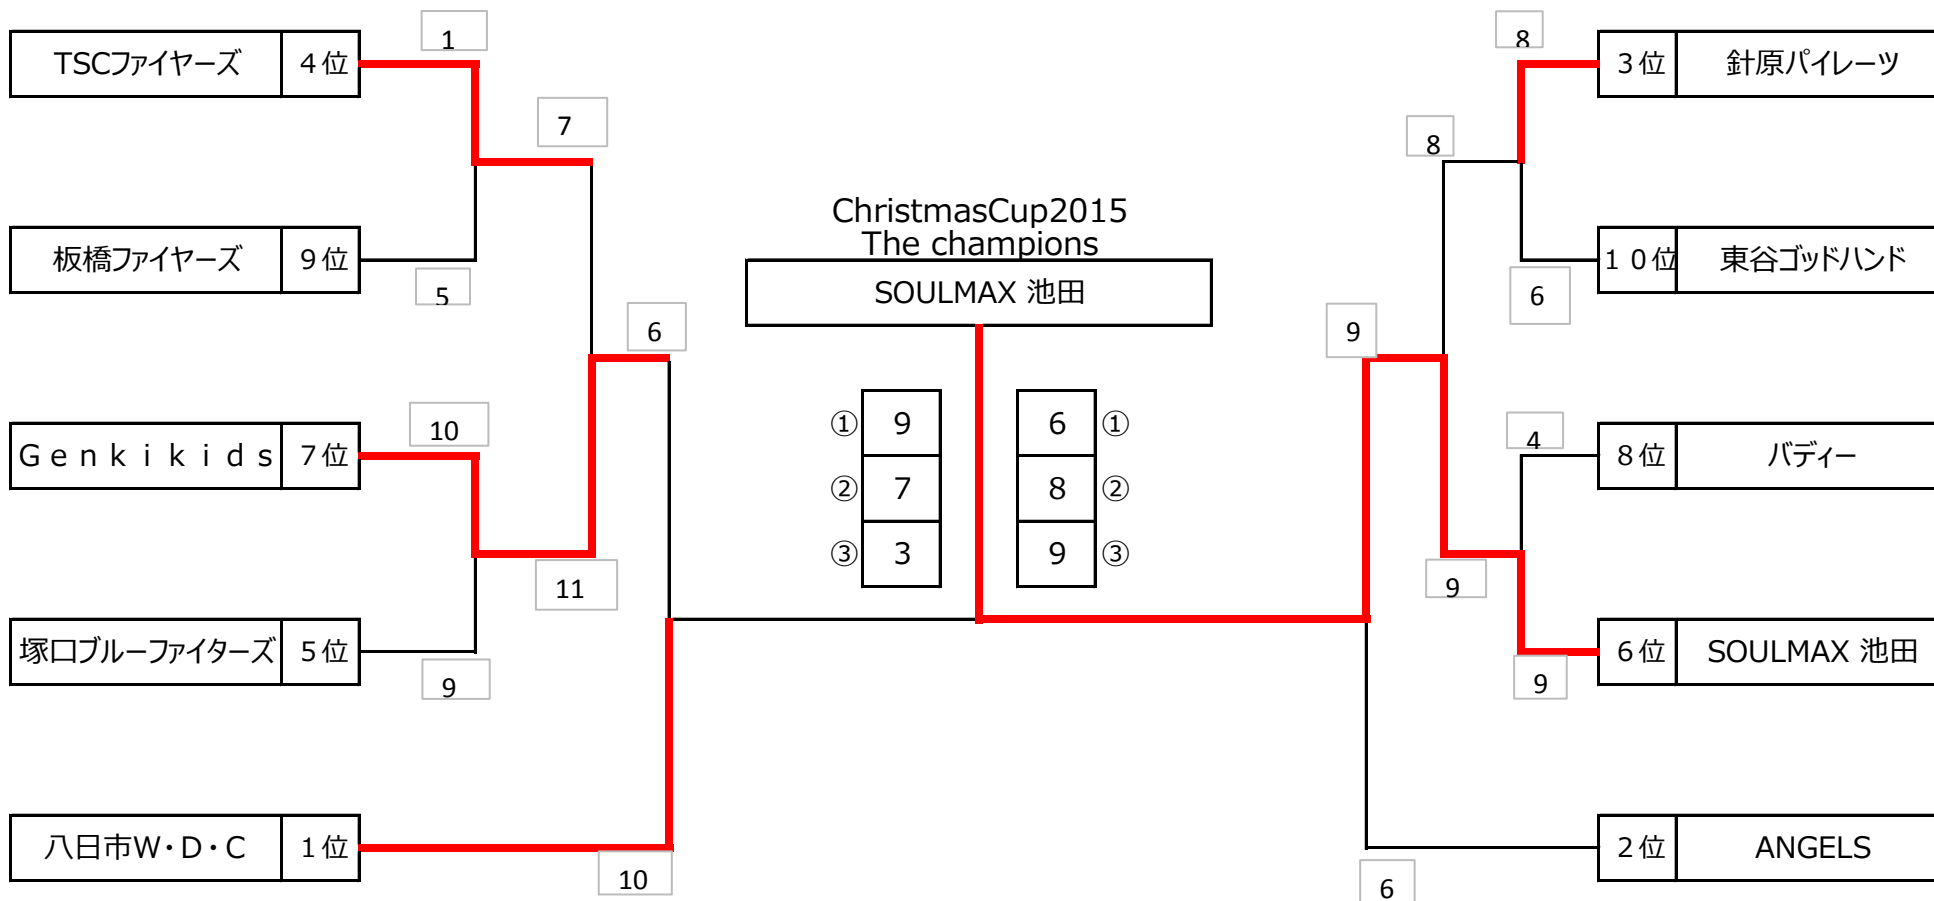 1
TSCファイヤーズ 4位
7
板橋ファイヤーズ 9位
5
6
10
Ｇｅｎｋｉｋｉｄｓ 7位
11
塚口ブルーファイターズ 5位
9
八日市W・D・C 1位
10
ChristmasCup2015
The champions
SOULMAX 池田
① 9 6 ①
② 7 8 ②
③ 3 9 ③
8
3位 針原パイレーツ
8
１０位 東谷ゴッドハンド
6
9
4
8位 バディー
9
6位 SOULMAX 池田
9
2位 ANGELS
6